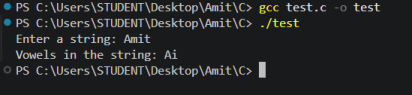 PS C:\Users\STUDENT\Desktop\Amit\C> gcc test.c -o test
PS C:\Users\STUDENT\Desktop\Amit\C> ./test
Enter a string: Amit
Vowels in the string: Ai
PS C:\Users\STUDENT\Desktop\Amit\C>